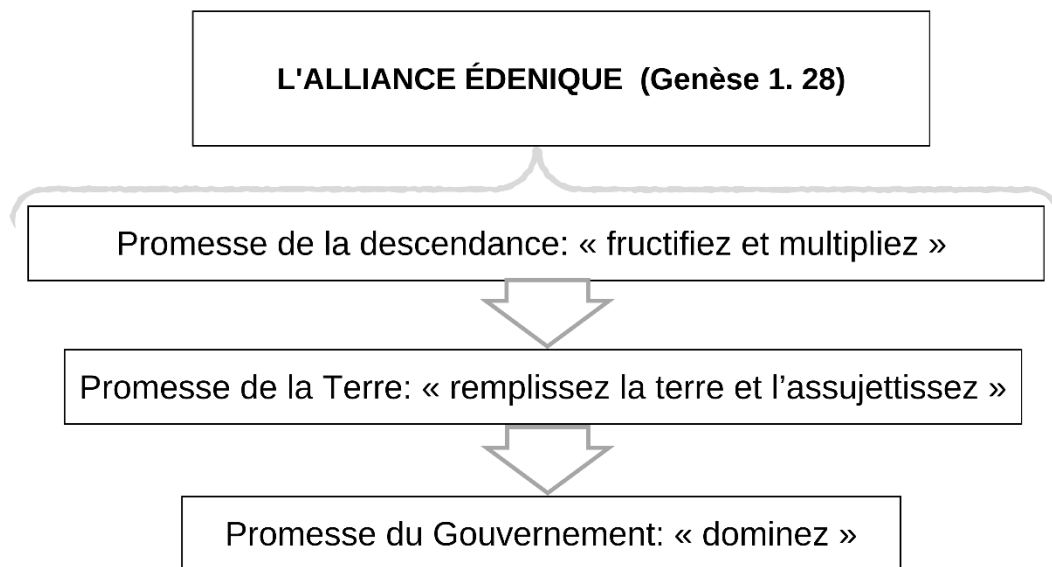 L'ALLIANCE ÉDENIQUE  (Genèse 1. 28)
Promesse de la descendance: « fructifiez et multipliez »
Promesse de la Terre: « remplissez la terre et l’assujettissez »
Promesse du Gouvernement: « dominez »